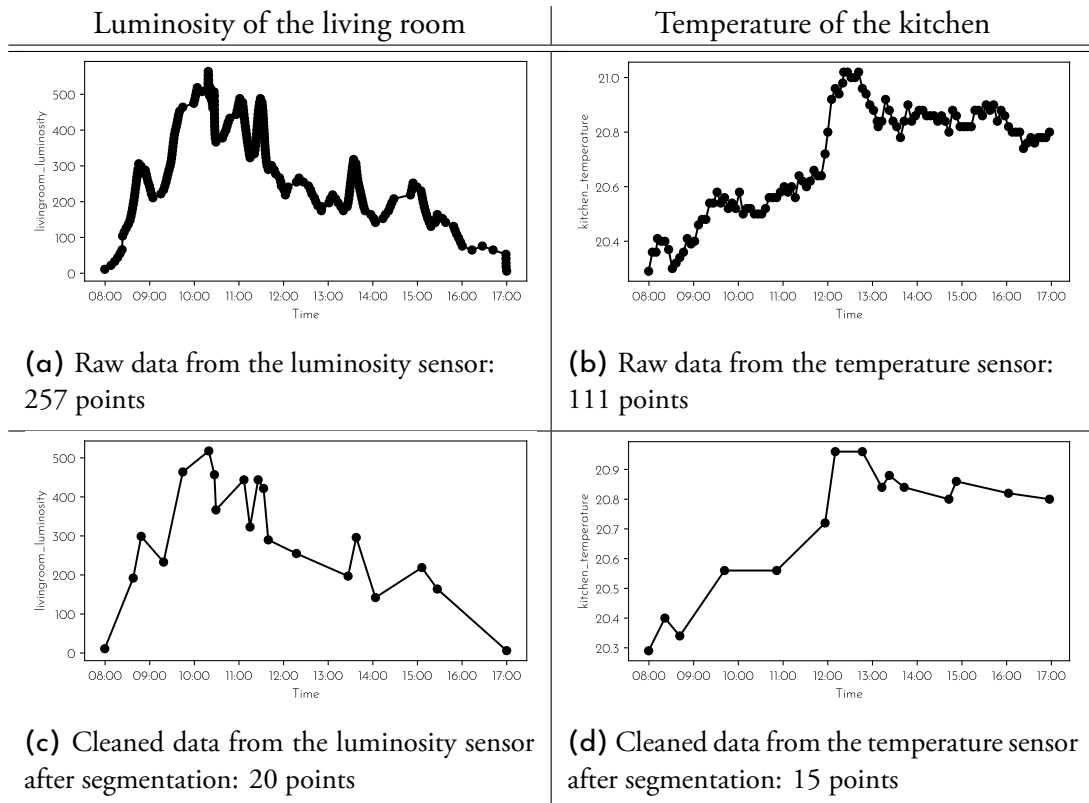 Luminosity of the living room
Temperature of the kitchen
livingroom_luminosity
500
400
300
200
100
0
08:00 09:00 10:00 11:00 12:00 13:00 14:00 15:00 16:00 17:00
Time
kitchen_temperature
21.0
20.8
20.6
20.4
08:00 09:00 10:00 11:00 12:00 13:00 14:00 15:00 16:00 17:00
Time
(a) Raw data from the luminosity sensor:
257 points
(b) Raw data from the temperature sensor:
111 points
livingroom_luminosity
500
400
300
200
100
0
08:00 09:00 10:00 11:00 12:00 13:00 14:00 15:00 16:00 17:00
Time
kitchen_temperature
20.9
20.8
20.7
20.6
20.5
20.4
20.3
08:00 09:00 10:00 11:00 12:00 13:00 14:00 15:00 16:00 17:00
Time
(c) Cleaned data from the luminosity sensor
after segmentation: 20 points
(d) Cleaned data from the temperature sensor
after segmentation: 15 points